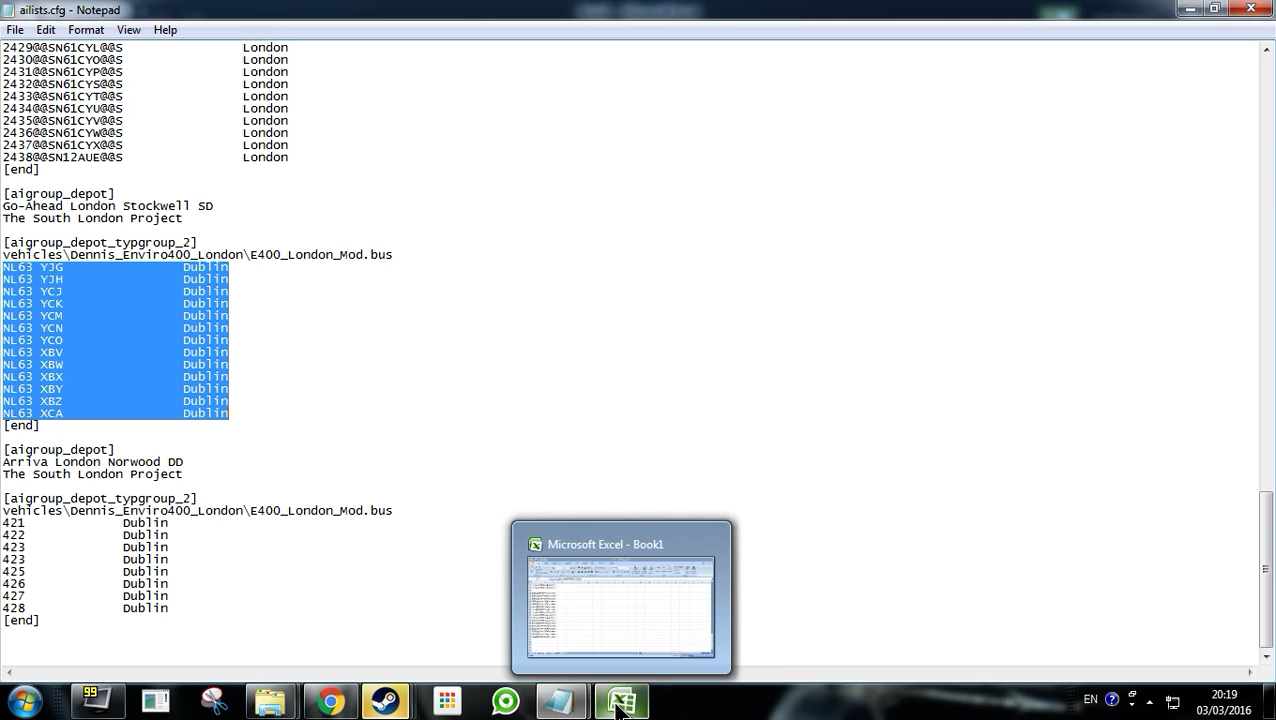 ailists.cfg - Notepad
File Edit Format View Help
2429@@SN61CYL@@S London
2430@@SN61CYO@@S London
2431@@SN61CYP@@S London
2432@@SN61CYS@@S London
2433@@SN61CYT@@S London
2434@@SN61CYU@@S London
2435@@SN61CYV@@S London
2436@@SN61CYW@@S London
2437@@SN61CYX@@S London
2438@@SN12AUE@@S London
[end]
[aigroup_depot]
Go-Ahead London Stockwell SD
The South London Project
[aigroup_depot_typgroup_2]
vehicles\Dennis_Enviro400_London\E400_London_Mod.bus
NL63 YJG Dublin
NL63 YJH Dublin
NL63 YCJ Dublin
NL63 YCK Dublin
NL63 YCM Dublin
NL63 YCN Dublin
NL63 YCO Dublin
NL63 XBV Dublin
NL63 XBW Dublin
NL63 XBX Dublin
NL63 XBY Dublin
NL63 XBZ Dublin
NL63 XCA Dublin
[end]
[aigroup_depot]
Arriva London Norwood DD
The South London Project
[aigroup_depot_typgroup_2]
vehicles\Dennis_Enviro400_London\E400_London_Mod.bus
421 Dublin
422 Dublin
423 Dublin
423 Dublin
425 Dublin
426 Dublin
427 Dublin
428 Dublin
[end]
Microsoft Excel - Book1
99
EN
20:19
03/03/2016